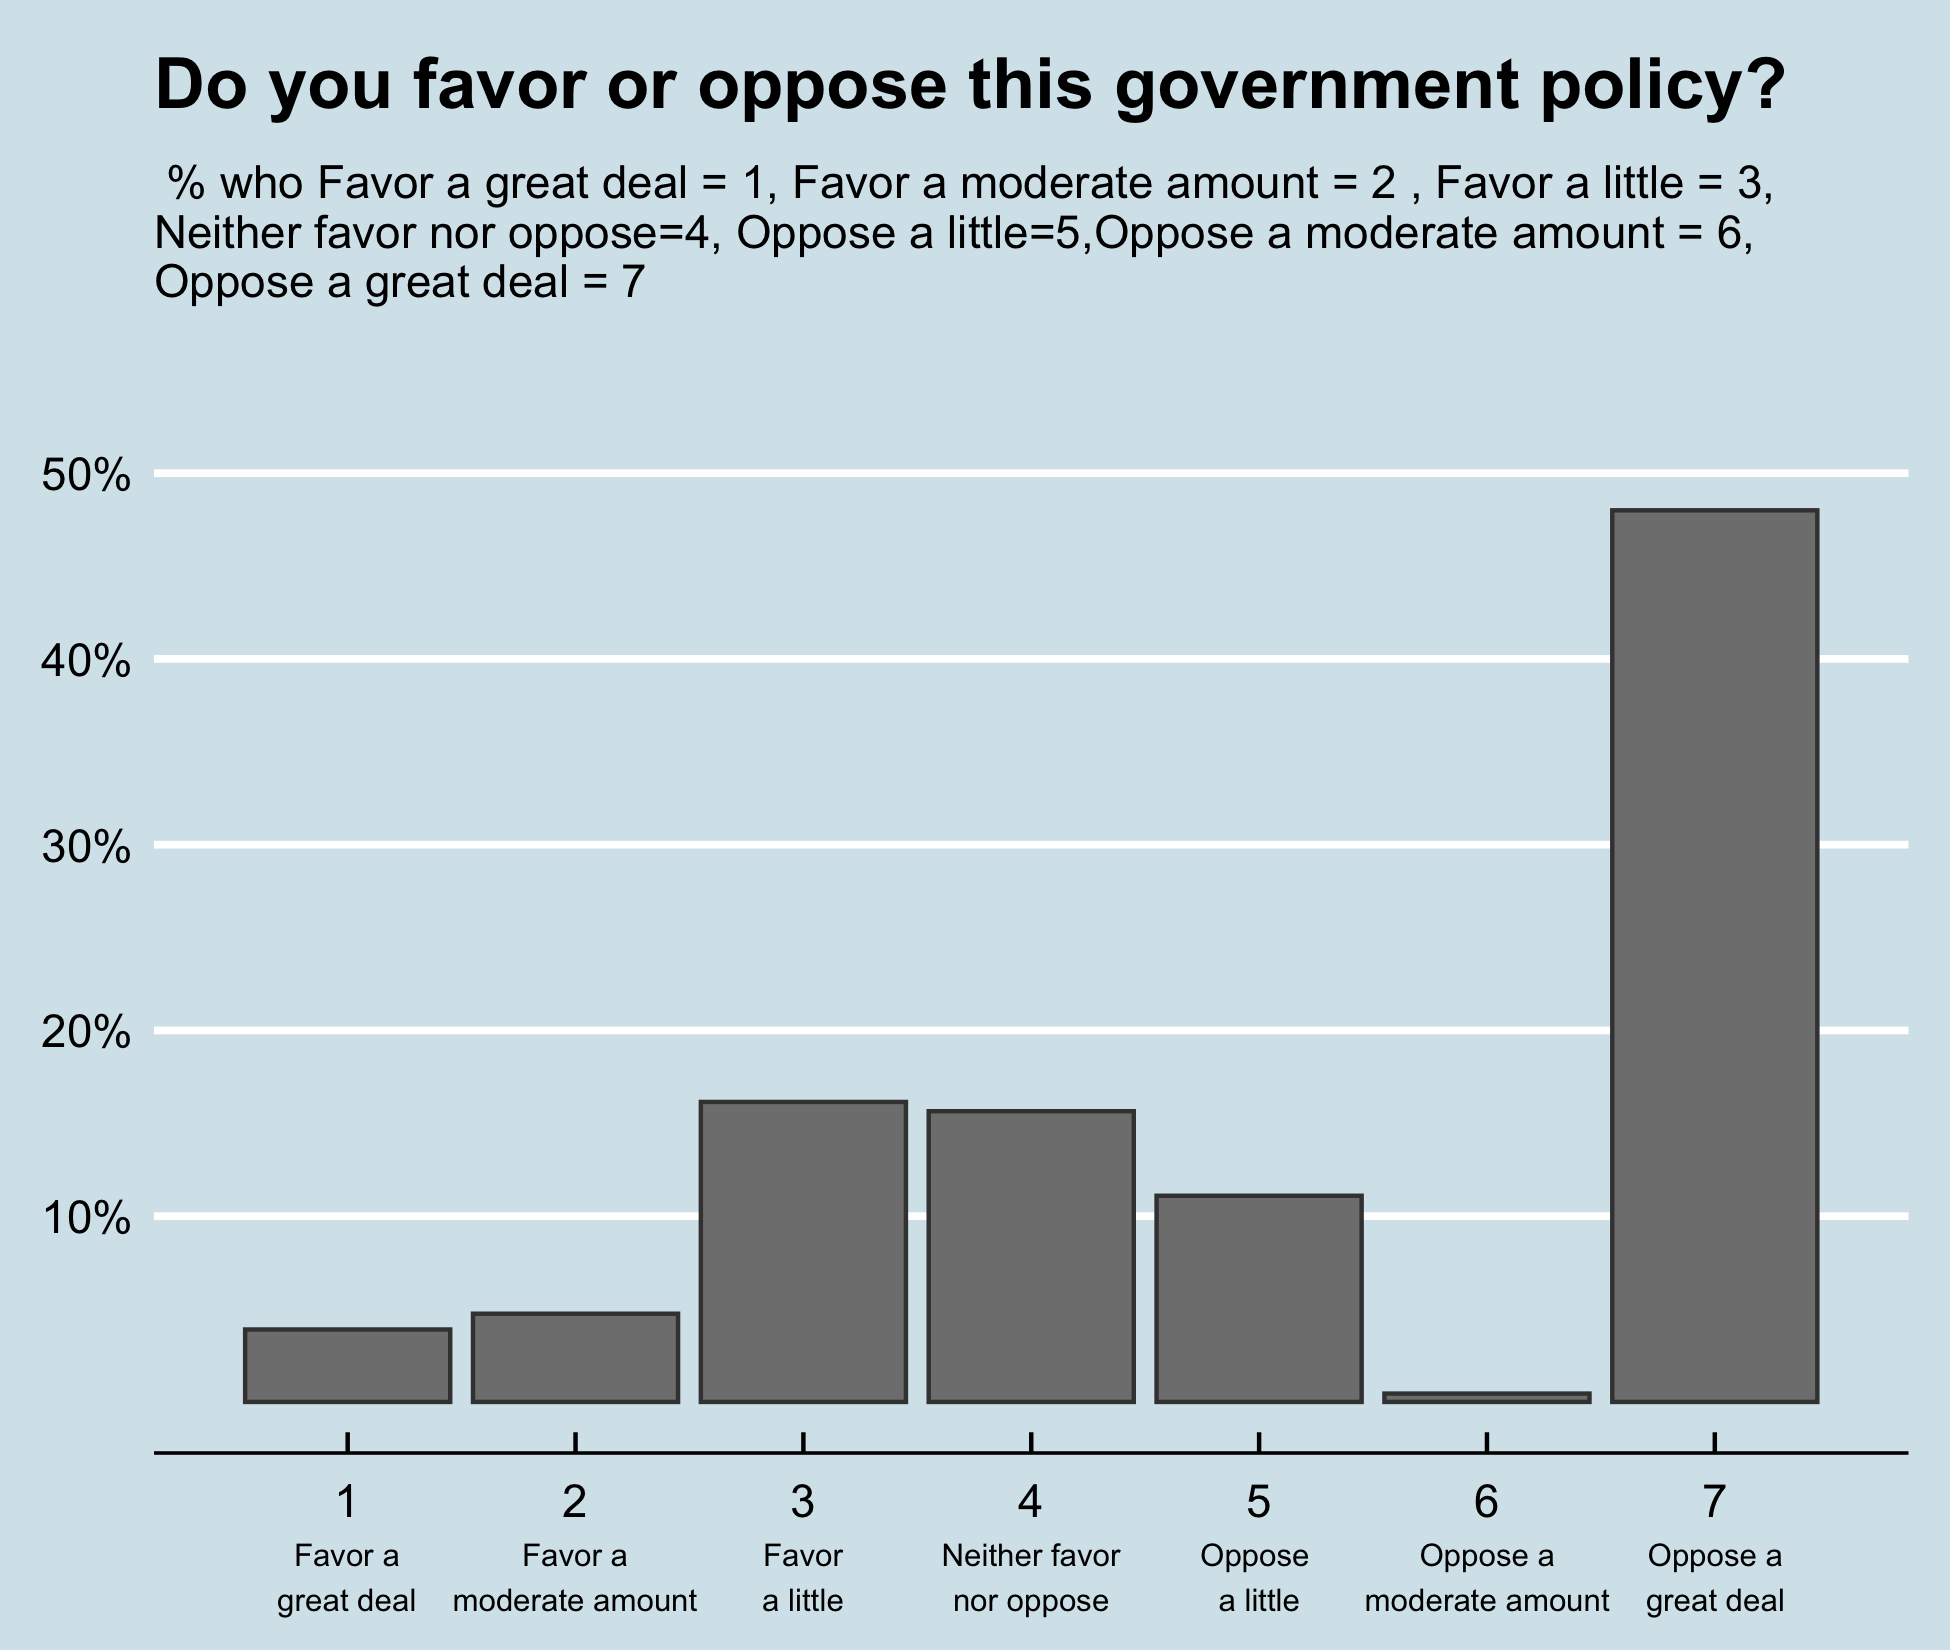 Do you favor or oppose this government policy?
% who Favor a great deal = 1, Favor a moderate amount = 2 , Favor a little = 3,
Neither favor nor oppose=4, Oppose a little=5,Oppose a moderate amount = 6,
Oppose a great deal = 7
50%
40%
30%
20%
10%
1 2 3 4 5 6 7
Favor a Favor a Favor Neither favor Oppose Oppose a Oppose a
great deal moderate amount a little nor oppose a little moderate amount great deal